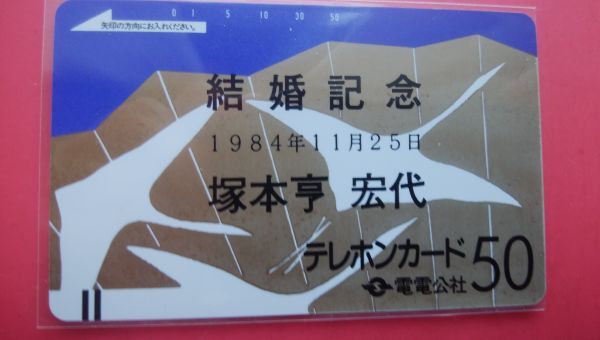 0 1 5 10 30 50
矢印の方向にお入れください。
結婚記念
1984年11月25日
塚本亨 宏代
テレホンカード50
電電公社